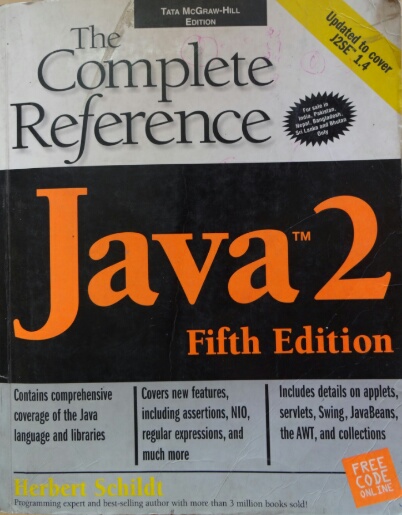 TATA MCGRAW-HILL
EDITION
Updated to cover
J2SE™ 1.4
The
Complete
Reference
For sale in
India, Pakistan,
Nepal, Bangladesh,
Sri Lanka and Bhutan
Only
Java™ 2
Fifth Edition
Contains comprehensive
coverage of the Java
language and libraries
Covers new features,
including assertions, NIO,
regular expressions, and
much more
Includes details on applets,
servlets, Swing, JavaBeans,
the AWT, and collections
Herbert Schildt
Programming expert and best-selling author with more than 3 million books sold!
FREE
CODE
ONLINE